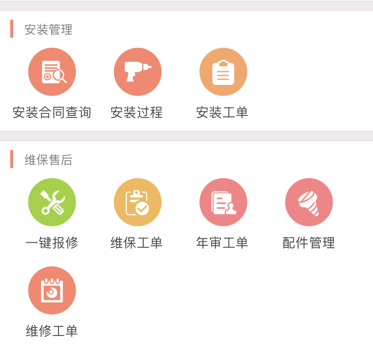 安装管理
安装合同查询 安装过程 安装工单
维保售后
一键报修 维保工单 年审工单 配件管理
维修工单